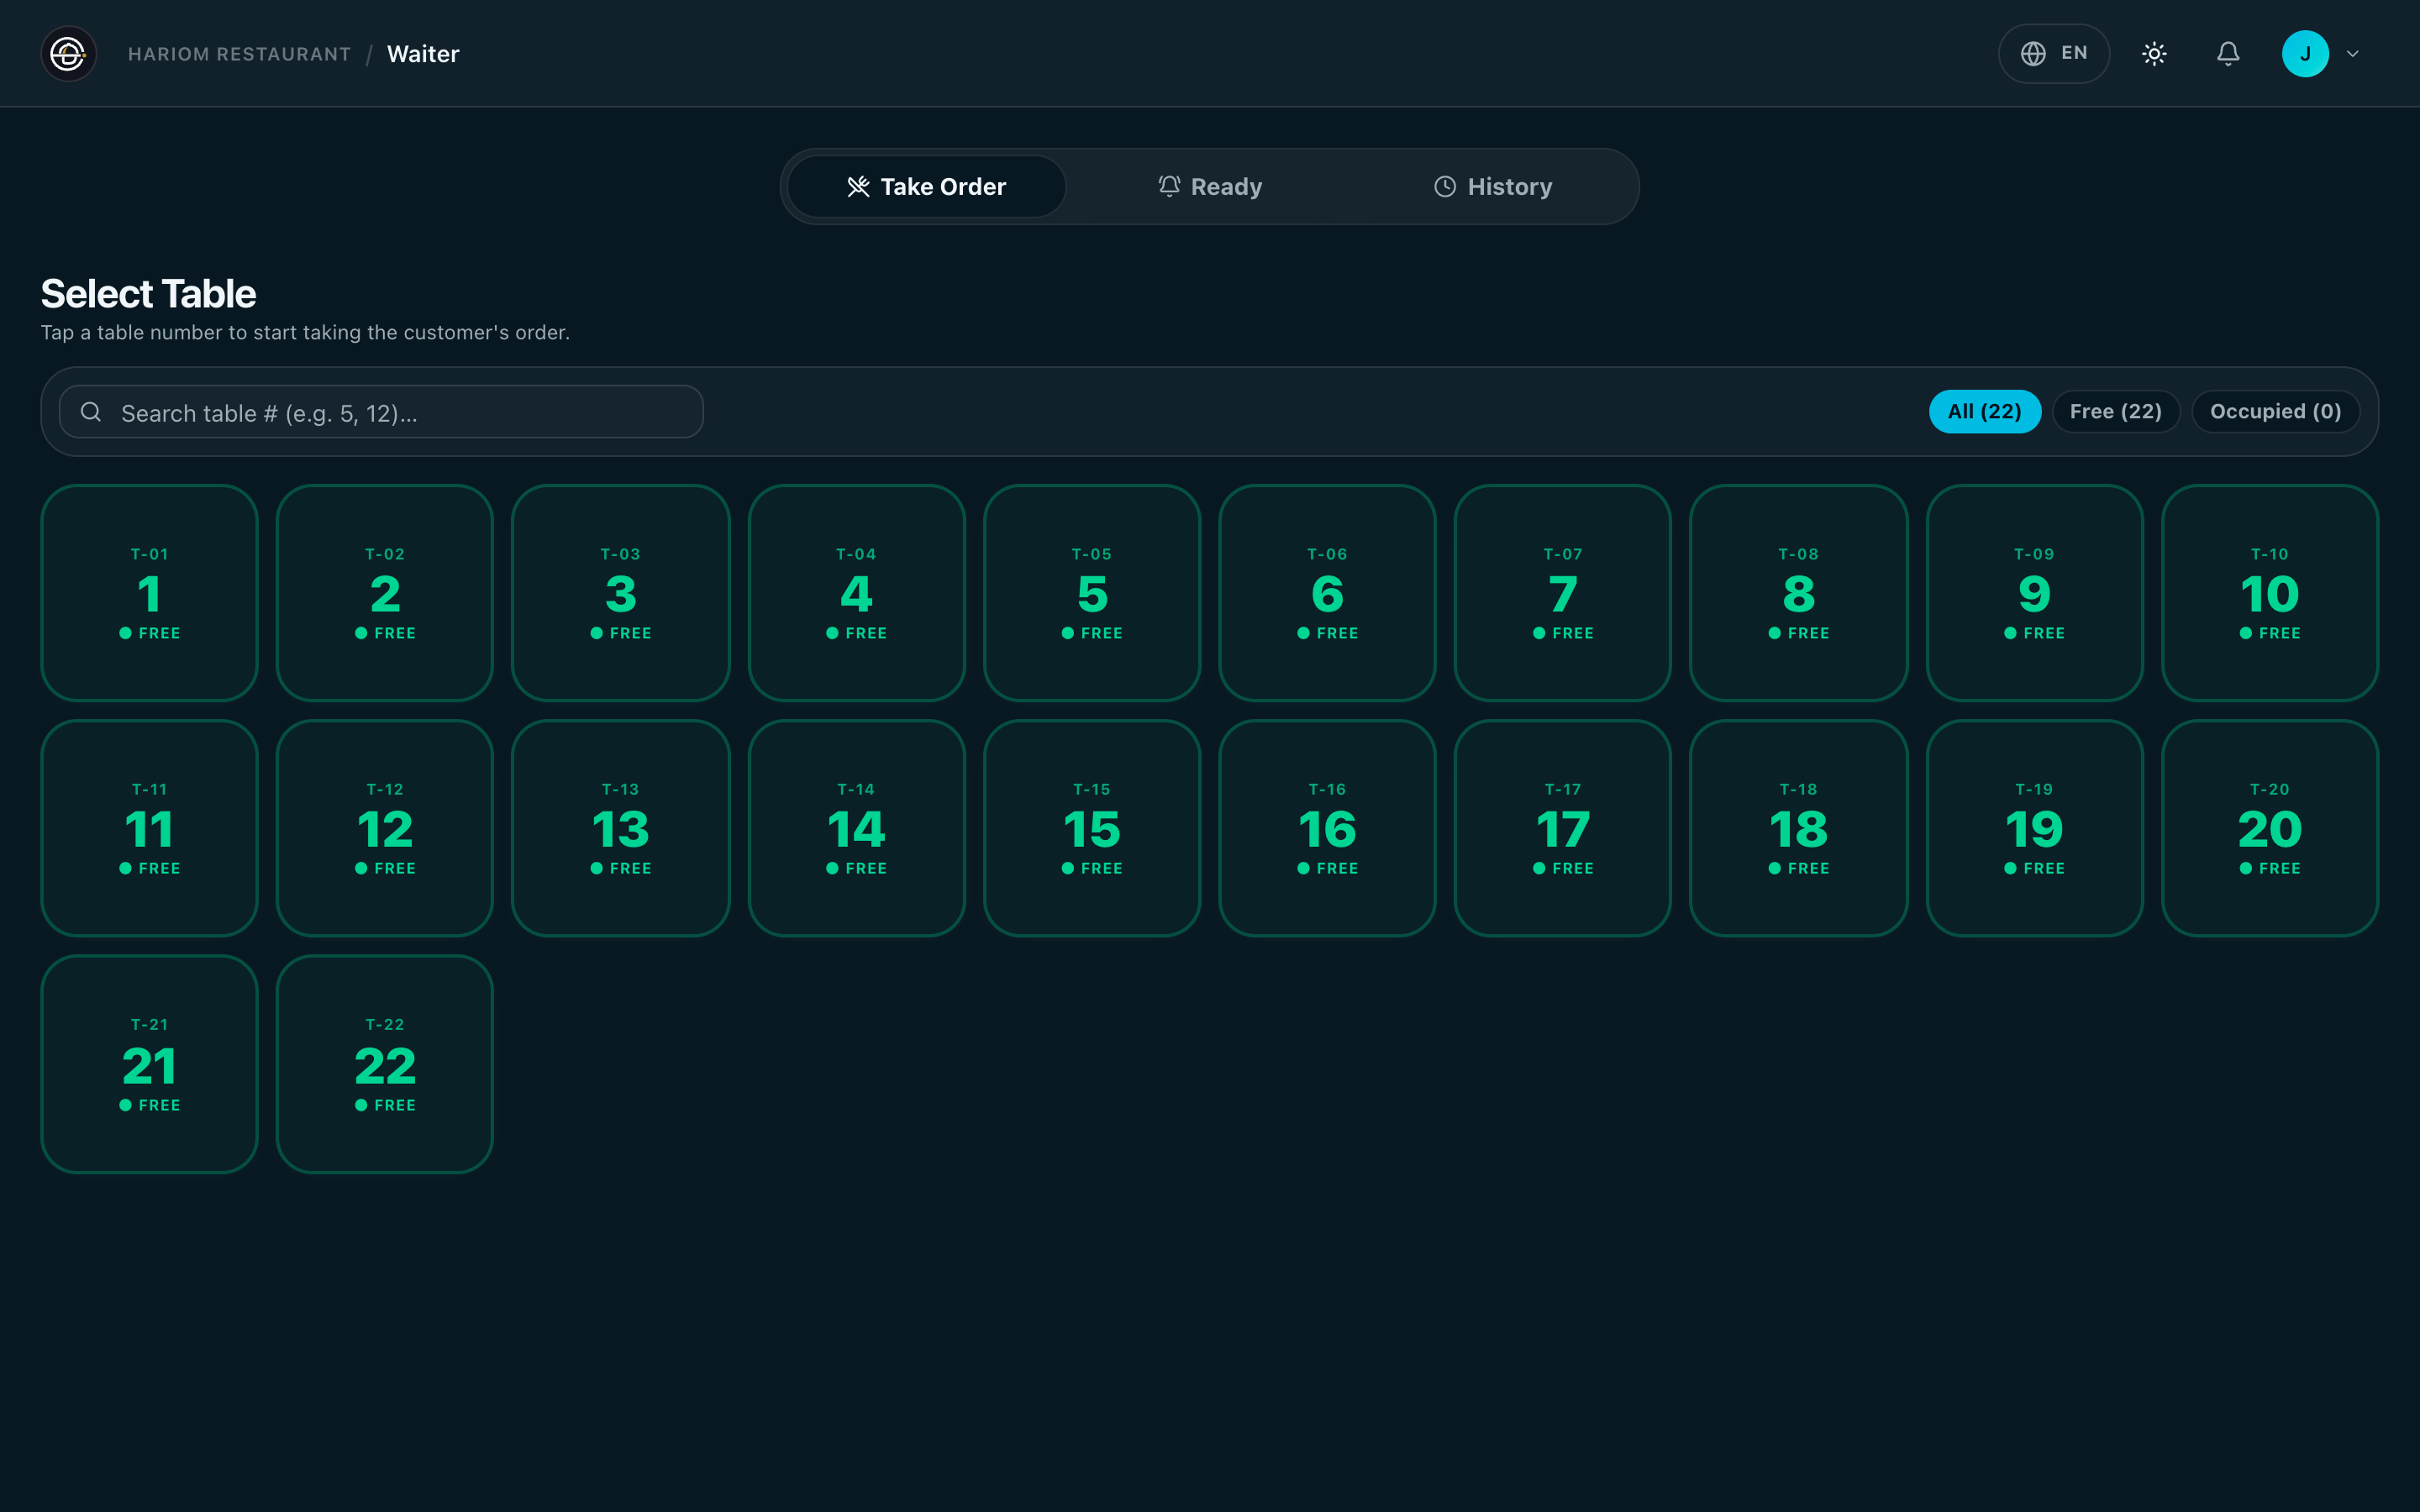 HARIOM RESTAURANT / Waiter
EN
J
Take Order
Ready
History
Select Table
Tap a table number to start taking the customer's order.
Search table # (e.g. 5, 12)...
All (22)
Free (22)
Occupied (0)
T-01
1
FREE
T-02
2
FREE
T-03
3
FREE
T-04
4
FREE
T-05
5
FREE
T-06
6
FREE
T-07
7
FREE
T-08
8
FREE
T-09
9
FREE
T-10
10
FREE
T-11
11
FREE
T-12
12
FREE
T-13
13
FREE
T-14
14
FREE
T-15
15
FREE
T-16
16
FREE
T-17
17
FREE
T-18
18
FREE
T-19
19
FREE
T-20
20
FREE
T-21
21
FREE
T-22
22
FREE